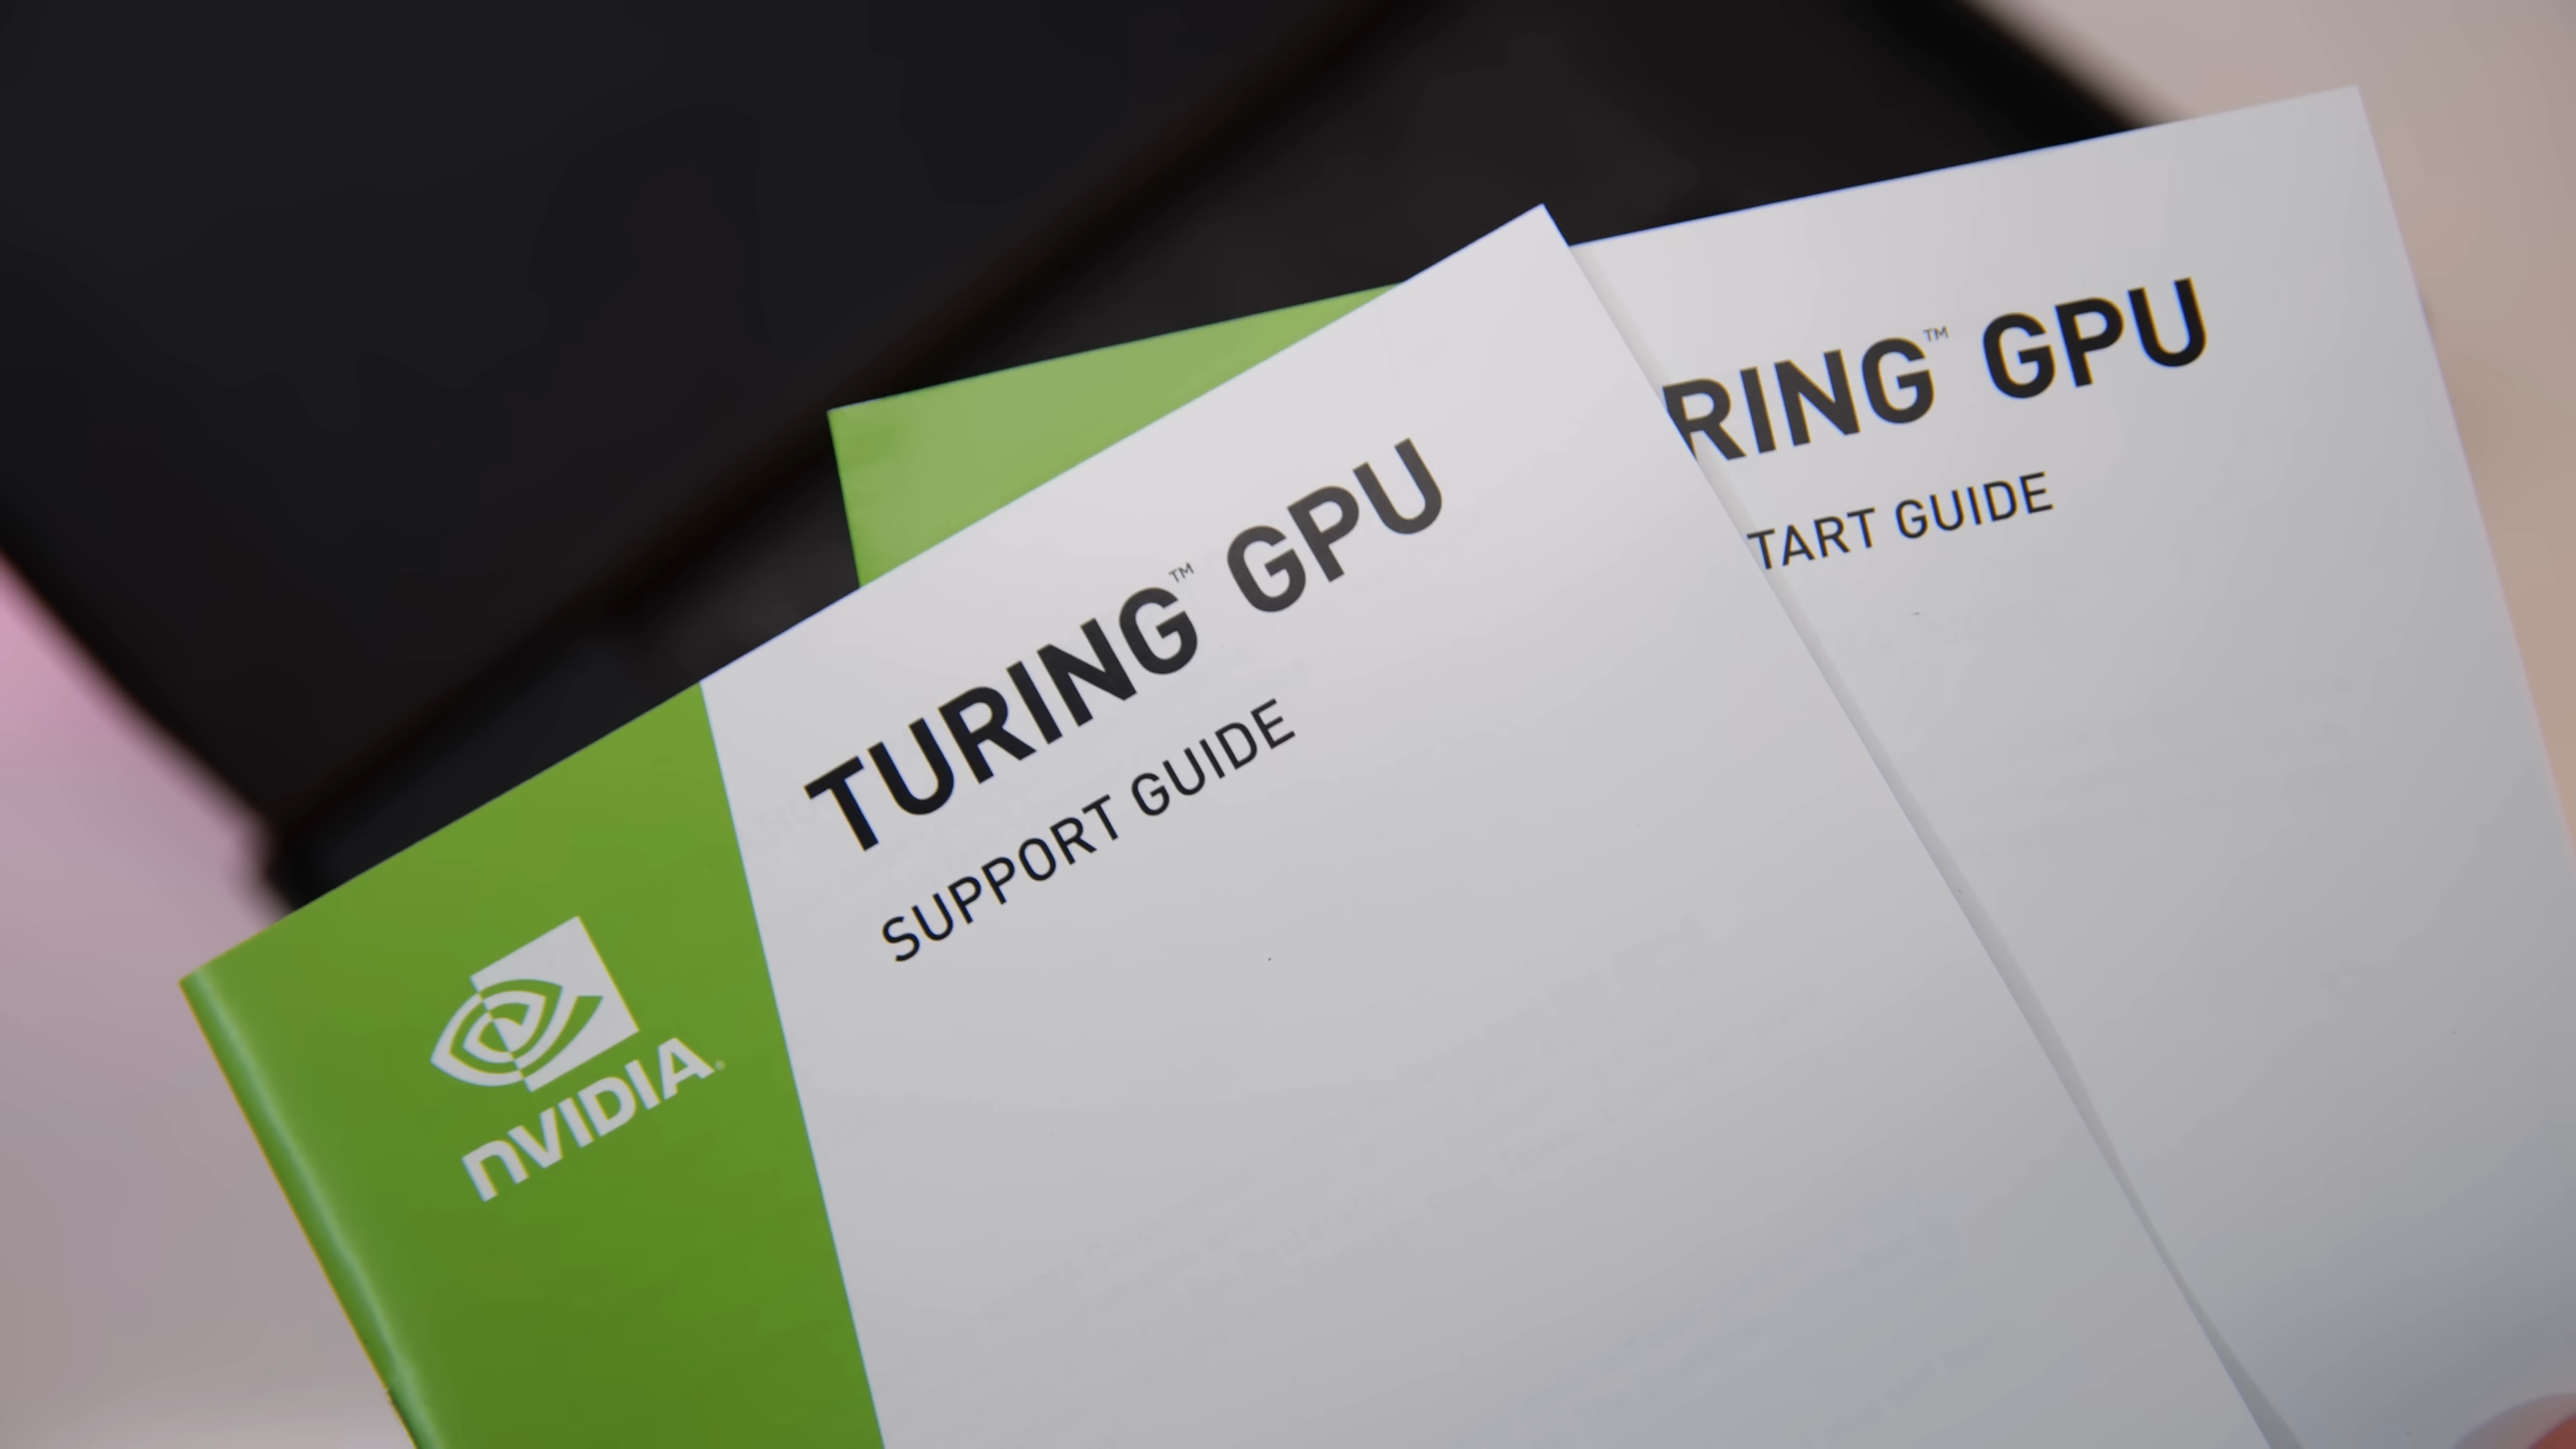 TURING™ GPU
SUPPORT GUIDE
nVIDIA®
RING™ GPU
TART GUIDE